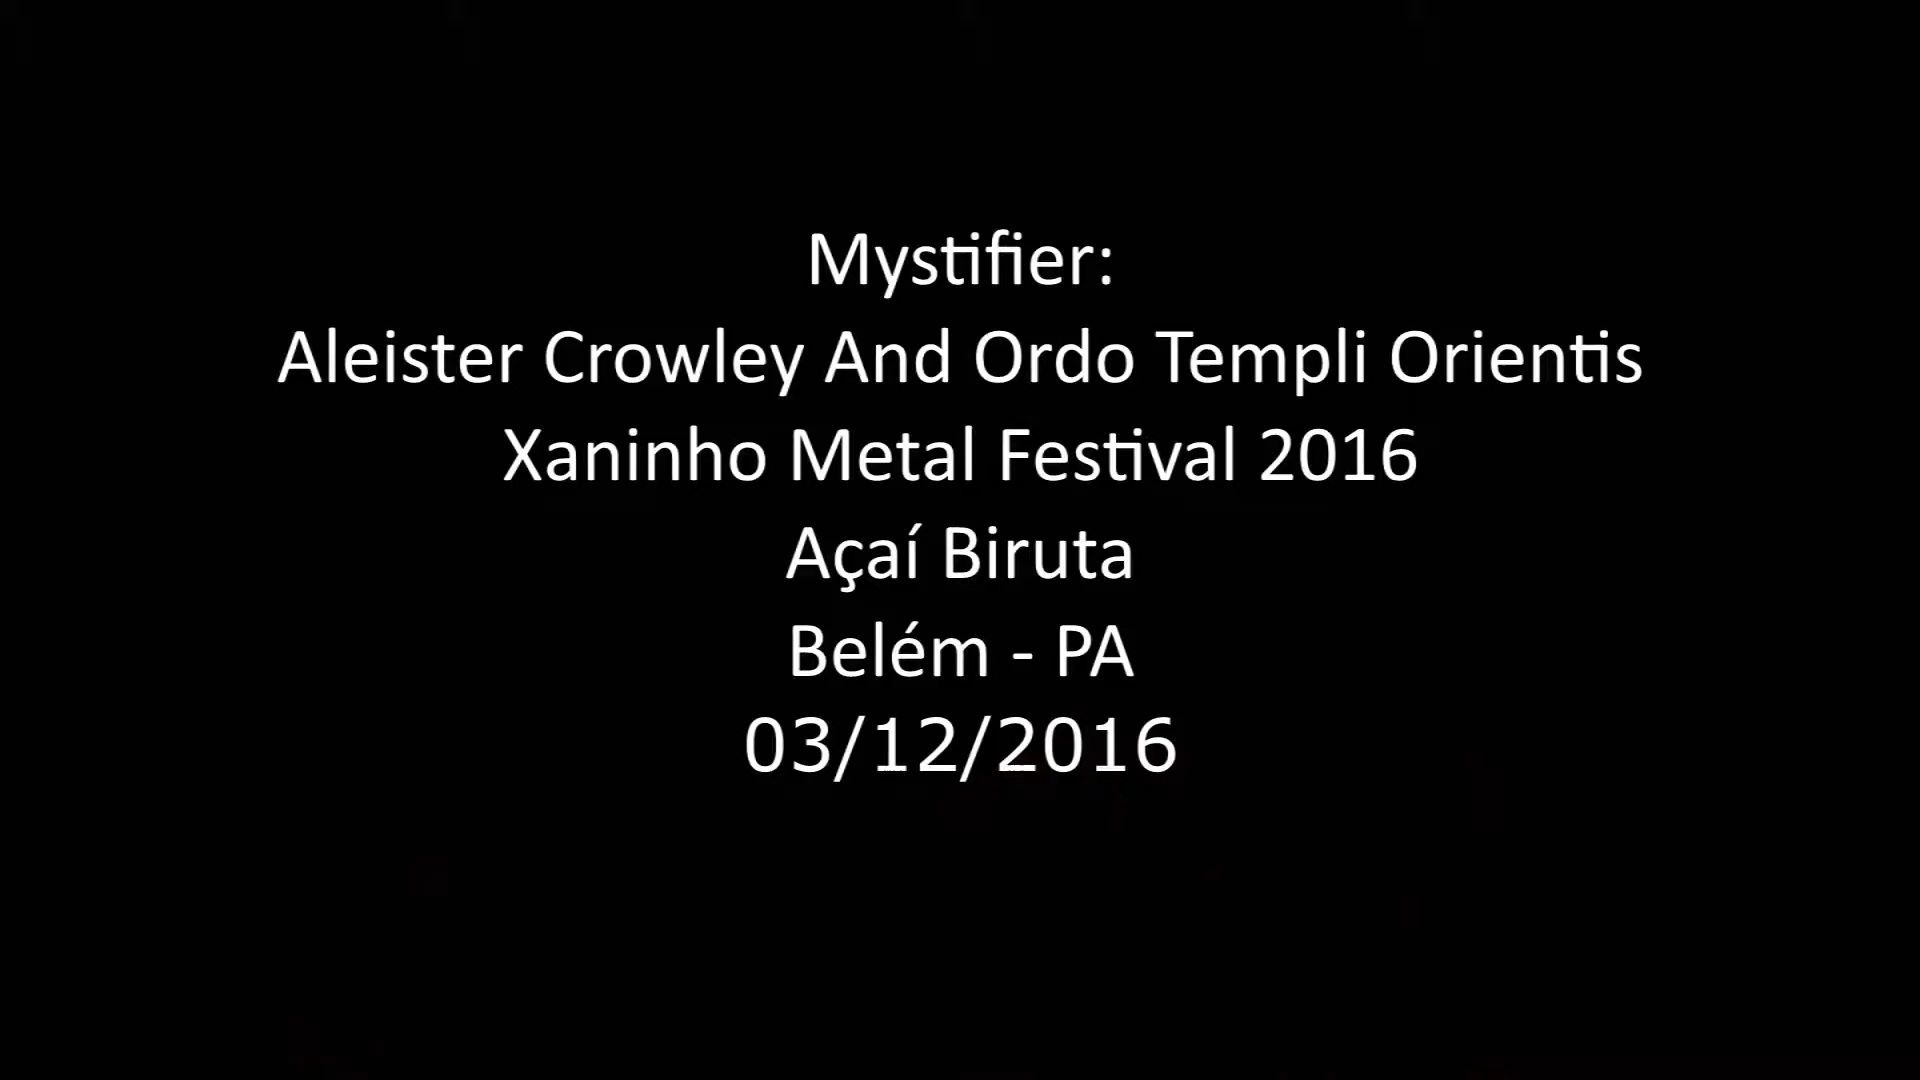 Mystifier:
Aleister Crowley And Ordo Templi Orientis
Xaninho Metal Festival 2016
Açaí Biruta
Belém - PA
03/12/2016